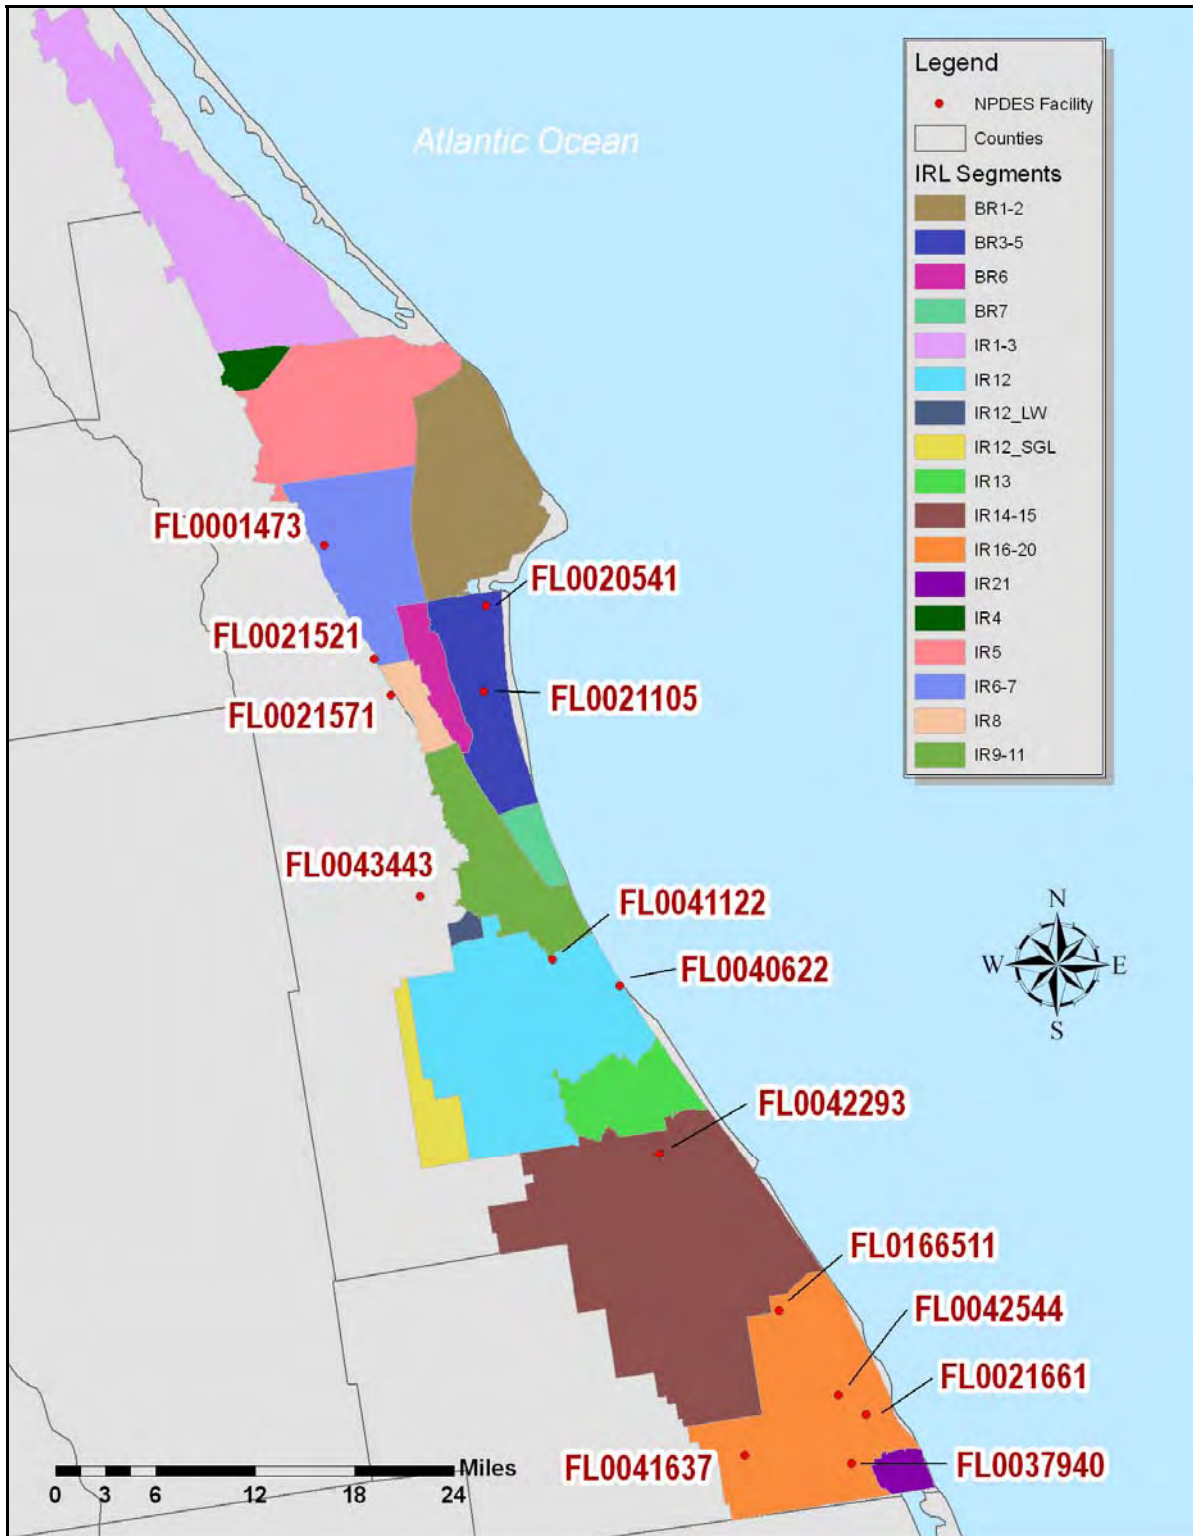 Atlantic Ocean
Legend
NPDES Facility
Counties
IRL Segments
BR1-2
BR3-5
BR6
BR7
IR1-3
IR12
IR12_LW
IR12_SGL
IR13
IR14-15
IR16-20
IR21
IR4
IR5
IR6-7
IR8
IR9-11
FL0001473
FL0020541
FL0021521
FL0021105
FL0021571
FL0043443
FL0041122
FL0040622
N
W E
S
FL0042293
FL0166511
FL0042544
FL0021661
FL0041637
FL0037940
Miles
0 3 6 12 18 24